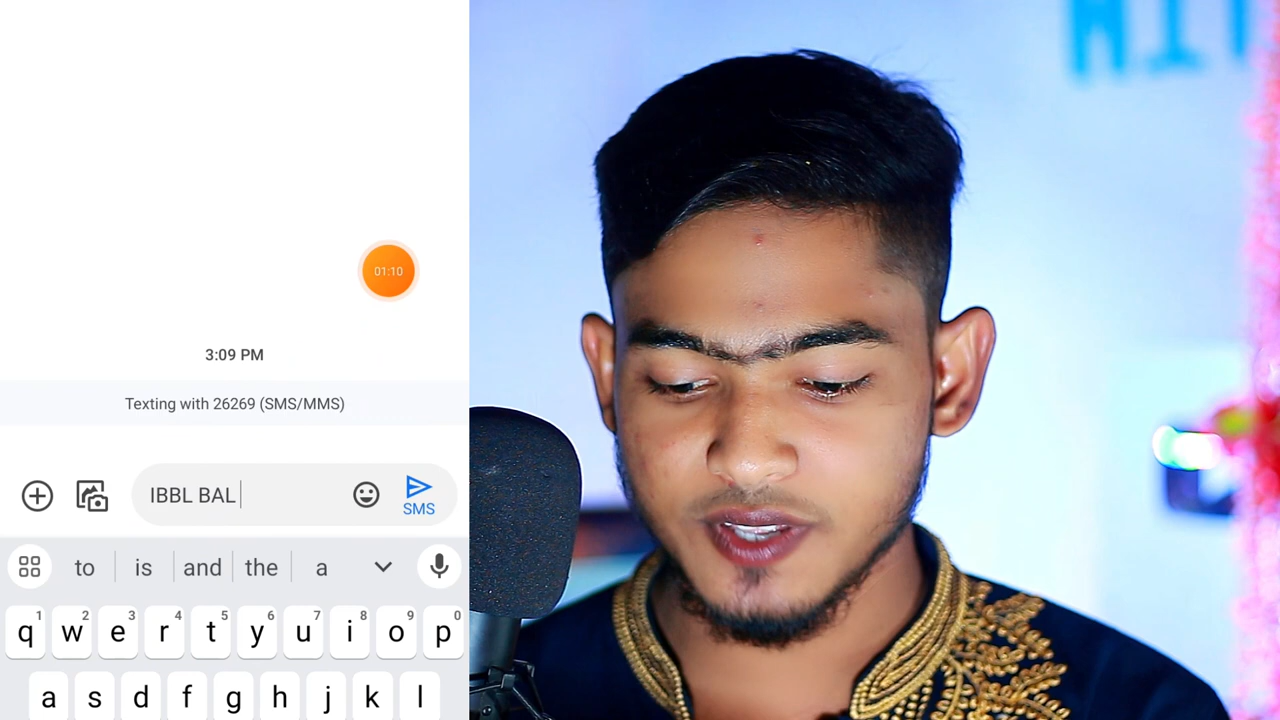 01:10
3:09 PM
Texting with 26269 (SMS/MMS)
IBBL BAL
SMS
to is and the a
1 2 3 4 5 6 7 8 9 0
q w e r t y u i o p
a s d f g h j k l